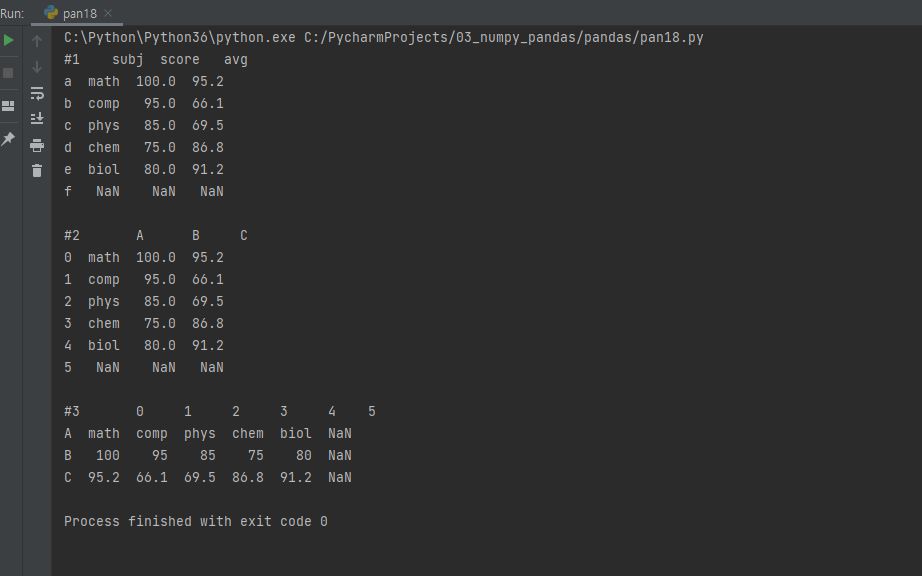 Run: pan18
C:\Python\Python36\python.exe C:/PycharmProjects/03_numpy_pandas/pandas/pan18.py
#1    subj  score   avg
a  math  100.0  95.2
b  comp   95.0  66.1
c  phys   85.0  69.5
d  chem   75.0  86.8
e  biol   80.0  91.2
f   NaN    NaN   NaN

#2       A      B     C
0  math  100.0  95.2
1  comp   95.0  66.1
2  phys   85.0  69.5
3  chem   75.0  86.8
4  biol   80.0  91.2
5   NaN    NaN   NaN

#3       0     1     2     3     4    5
A  math  comp  phys  chem  biol  NaN
B   100    95    85    75    80  NaN
C  95.2  66.1  69.5  86.8  91.2  NaN

Process finished with exit code 0